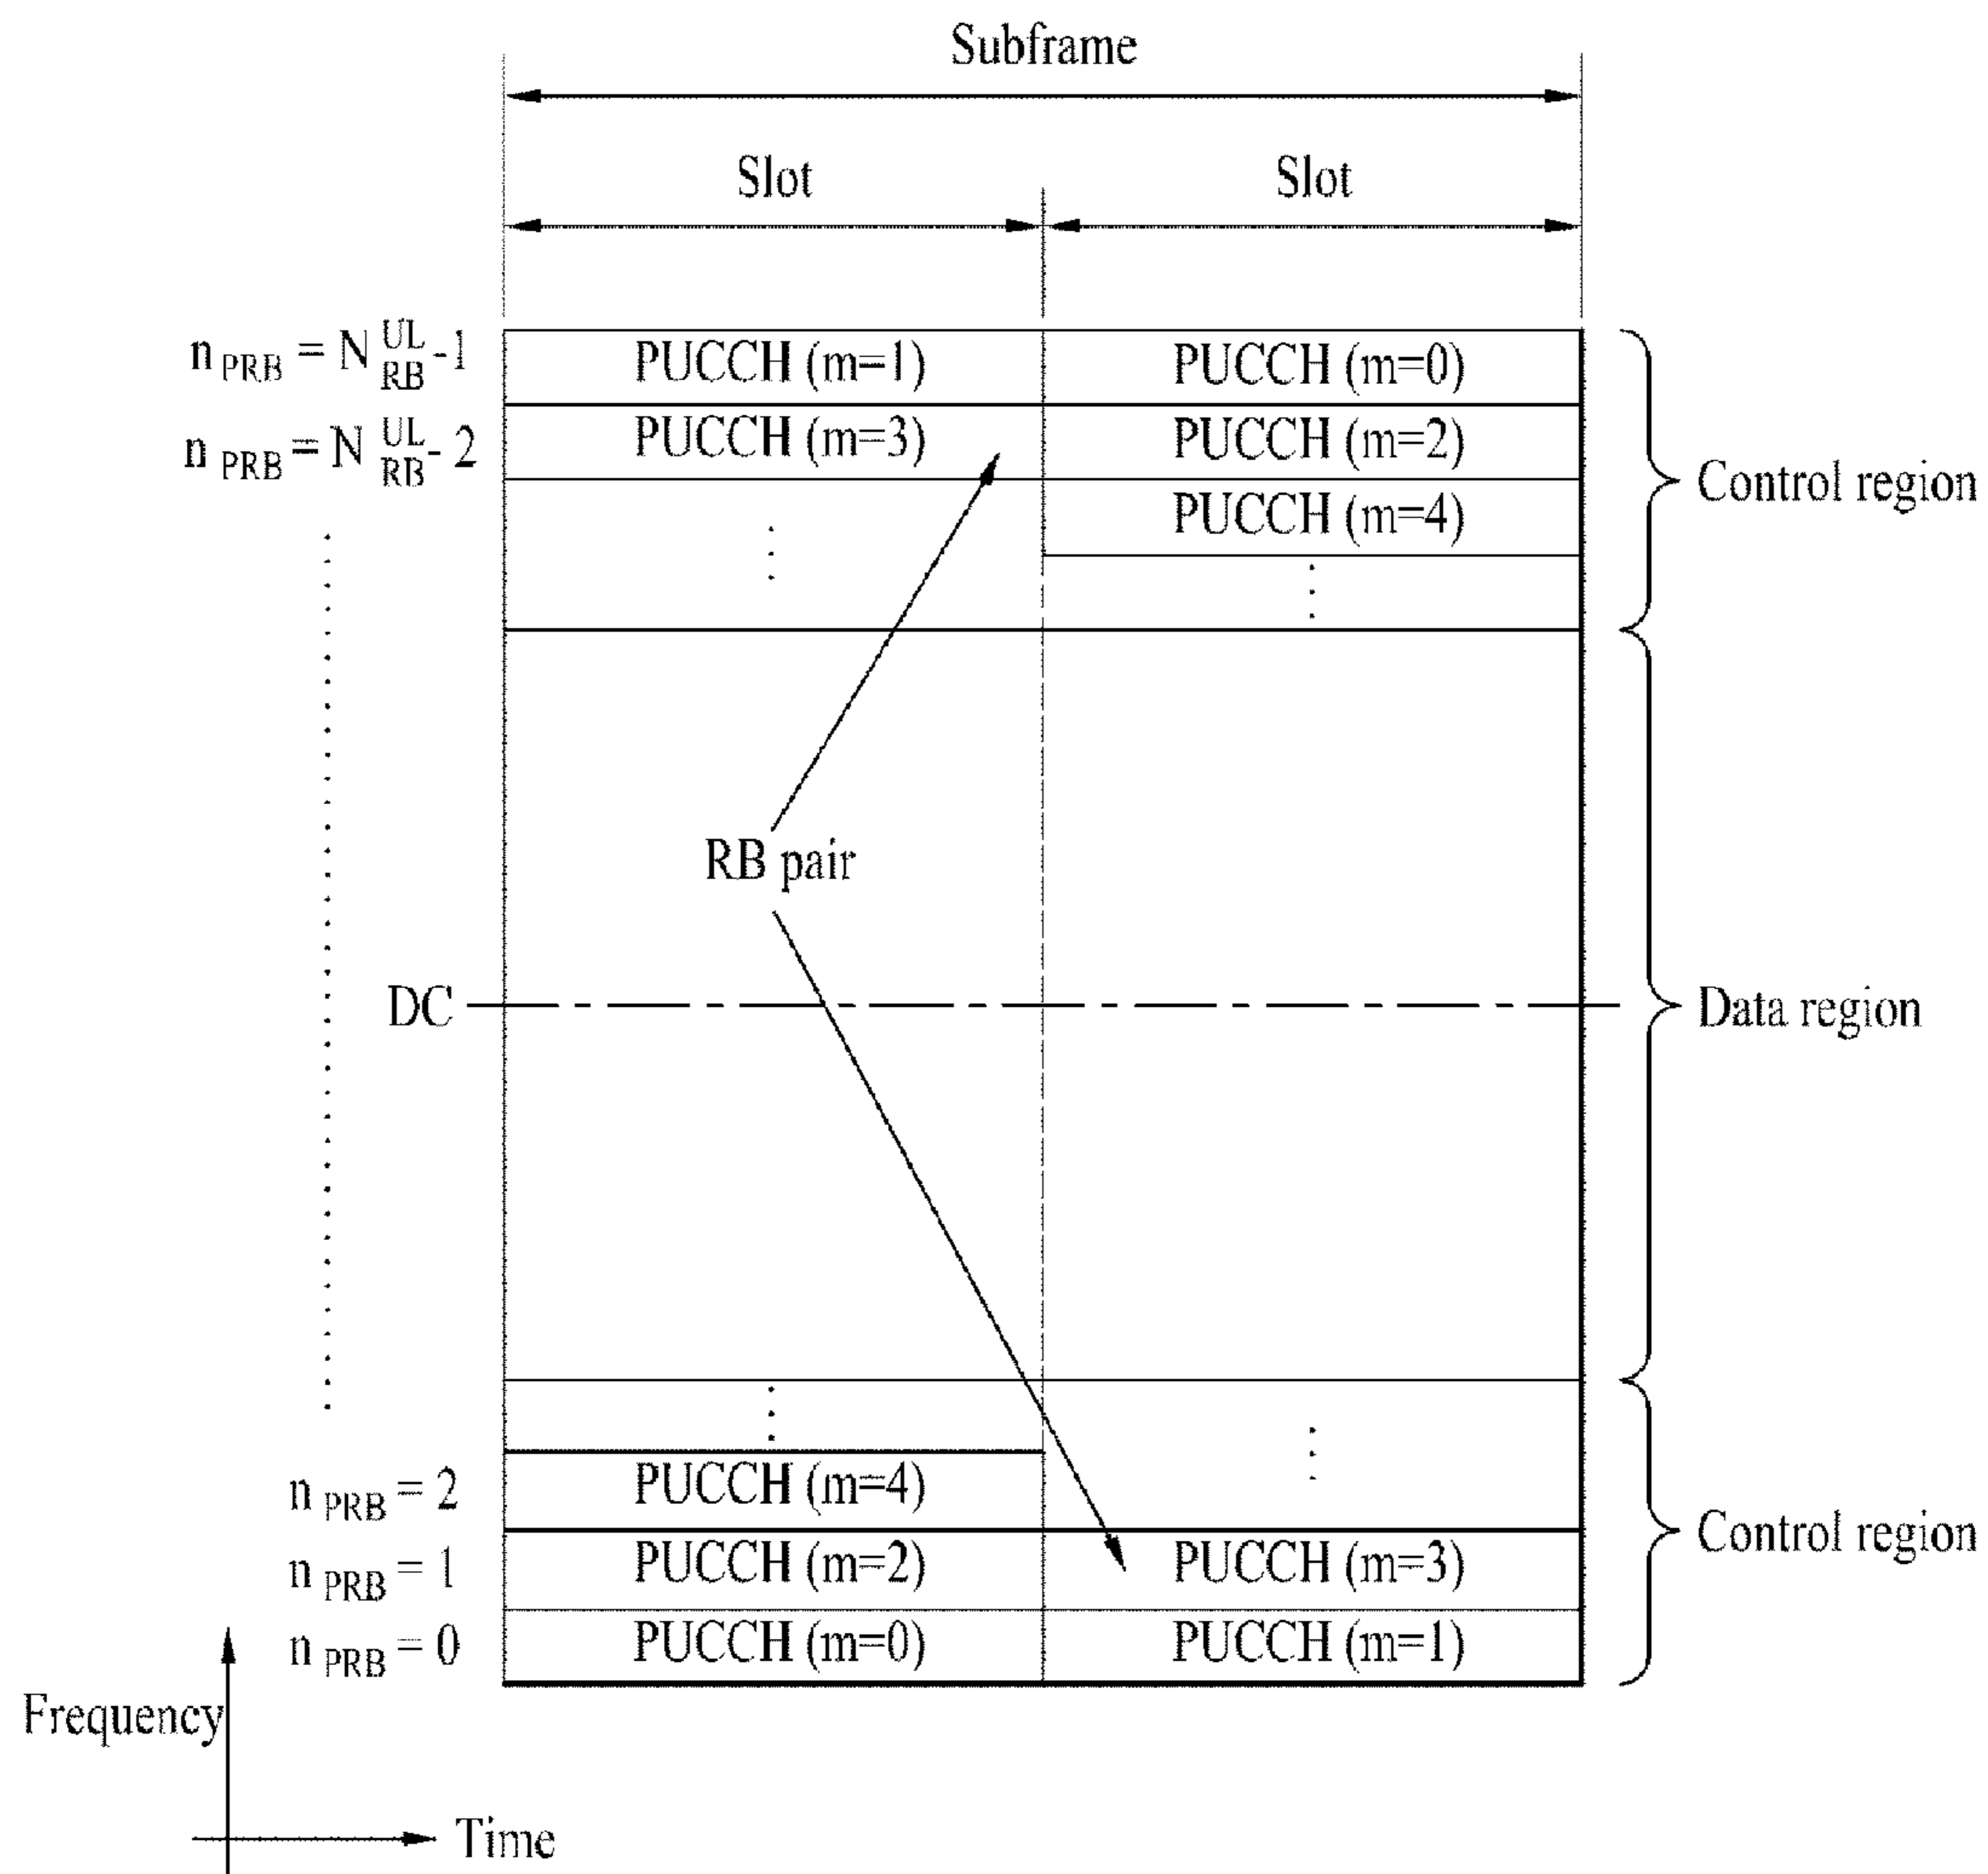 Subframe
Slot Slot
n PRB = N UL RB -1 PUCCH (m=1) PUCCH (m=0)
n PRB = N UL RB - 2 PUCCH (m=3) PUCCH (m=2)
Control region
PUCCH (m=4)
RB pair
DC Data region
n PRB = 2 PUCCH (m=4)
Control region
n PRB = 1 PUCCH (m=2) PUCCH (m=3)
n PRB = 0 PUCCH (m=0) PUCCH (m=1)
Frequency
Time